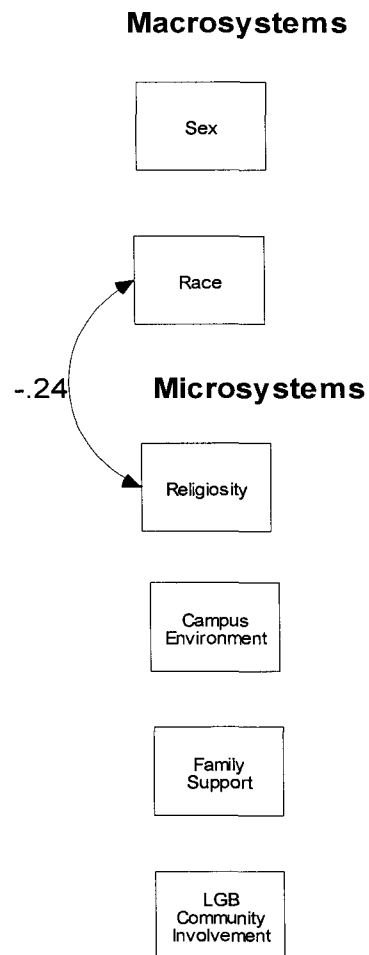 Macrosystems
Sex
Race
-.24
Microsystems
Religiosity
Campus
Environment
Family
Support
LGB
Community
Involvement